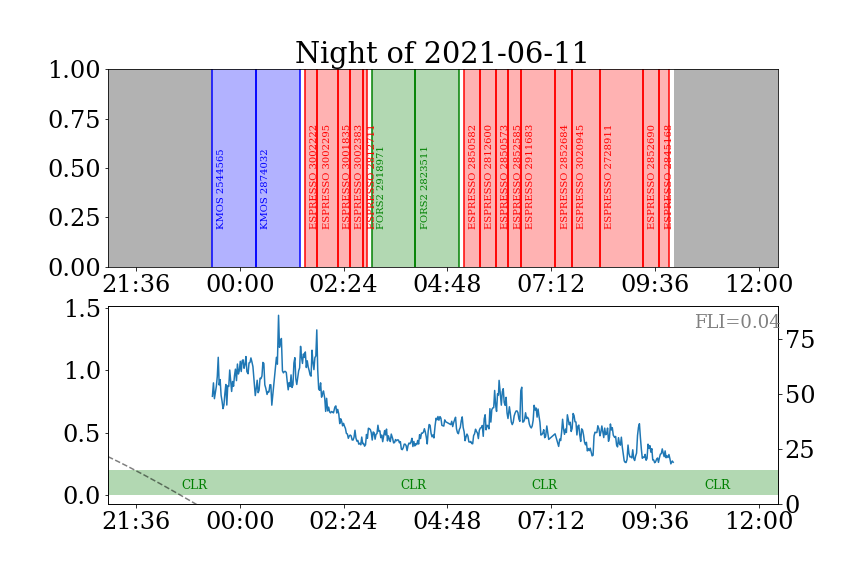 Night of 2021-06-11
1.00
0.75
0.50
0.25
0.00
KMOS 2544565
KMOS 2874032
ESPRESSO 3002222
ESPRESSO 3002295
ESPRESSO 3001835
ESPRESSO 3002383
ESPRESSO 2812711
FORS2 2918971
FORS2 2823511
ESPRESSO 2850582
ESPRESSO 2812600
ESPRESSO 2850573
ESPRESSO 2852585
ESPRESSO 2911683
ESPRESSO 2852684
ESPRESSO 3020945
ESPRESSO 2728911
ESPRESSO 2852690
ESPRESSO 2845168
21:36 00:00 02:24 04:48 07:12 09:36 12:00
1.5
1.0
0.5
0.0
FLI=0.04
75
50
25
0
CLR CLR CLR CLR
21:36 00:00 02:24 04:48 07:12 09:36 12:00